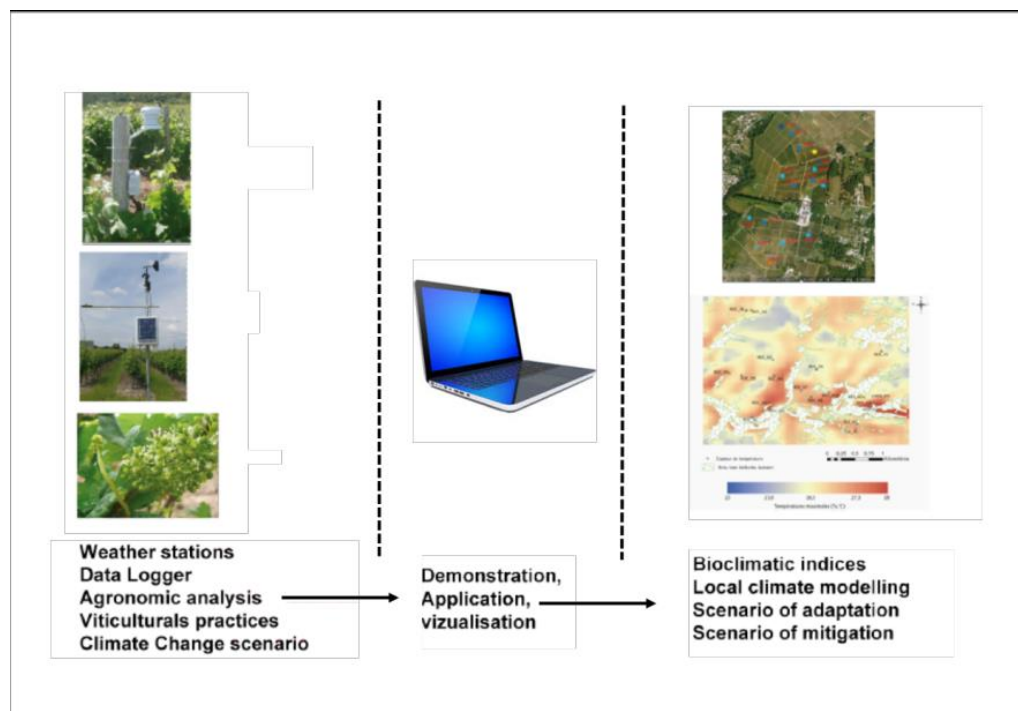 Weather stations
Data Logger
Agronomic analysis
Viticulturals practices
Climate Change scenario
Demonstration,
Application,
vizualisation
Bioclimatic indices
Local climate modelling
Scenario of adaptation
Scenario of mitigation